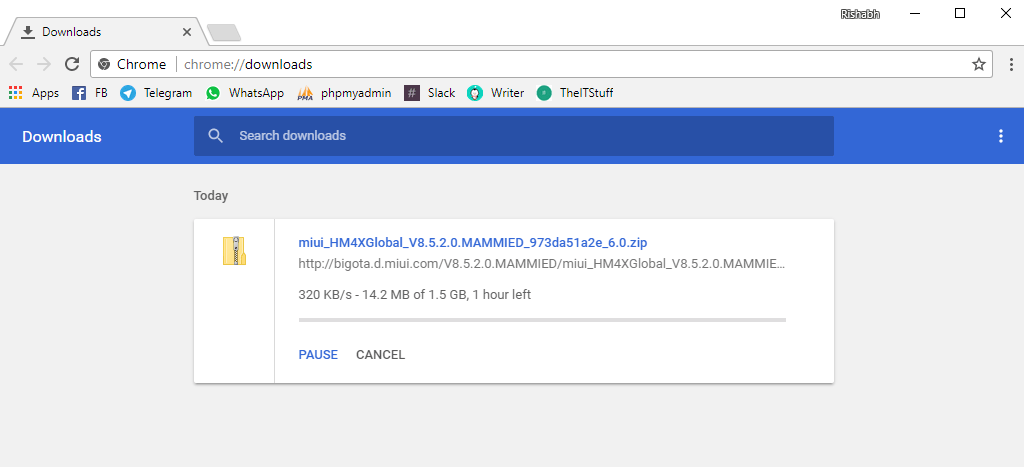 Rishabh
Downloads
Chrome chrome://downloads
Apps FB Telegram WhatsApp PMA phpmyadmin # Slack Writer TheITStuff
Downloads Search downloads
Today
miui_HM4XGlobal_V8.5.2.0.MAMMIED_973da51a2e_6.0.zip
http://bigota.d.miui.com/V8.5.2.0.MAMMIED/miui_HM4XGlobal_V8.5.2.0.MAMMIE...
320 KB/s - 14.2 MB of 1.5 GB, 1 hour left
PAUSE CANCEL